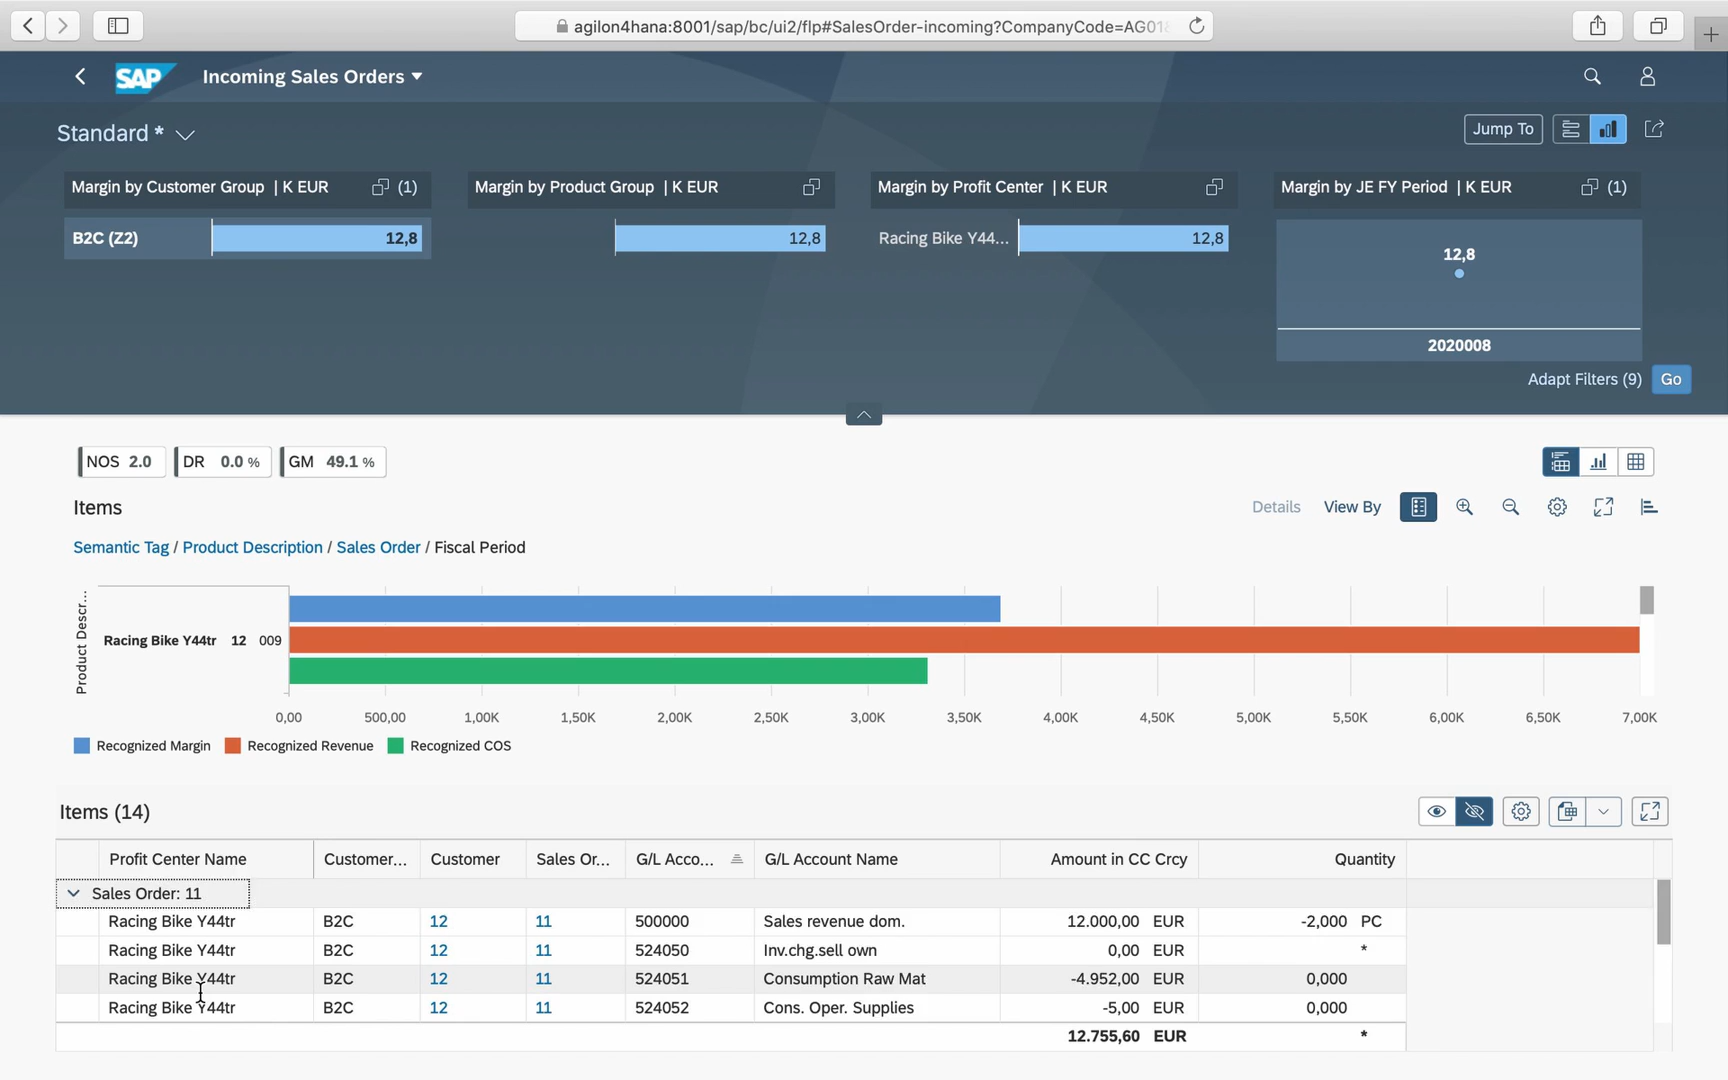 agilon4hana:8001/sap/bc/ui2/flp#SalesOrder-incoming?CompanyCode=AG018
SAP Incoming Sales Orders
Standard *
Jump To
Margin by Customer Group | K EUR (1)
Margin by Product Group | K EUR
Margin by Profit Center | K EUR
Margin by JE FY Period | K EUR (1)
B2C (Z2) 12,8
12,8
Racing Bike Y44... 12,8
12,8
2020008
Adapt Filters (9) Go
NOS 2.0 DR 0.0 % GM 49.1 %
Items
Details View By
Semantic Tag / Product Description / Sales Order / Fiscal Period
Product Descr...
Racing Bike Y44tr 12 009
0,00 500,00 1,00K 1,50K 2,00K 2,50K 3,00K 3,50K 4,00K 4,50K 5,00K 5,50K 6,00K 6,50K 7,00K
Recognized Margin Recognized Revenue Recognized COS
Items (14)
Profit Center Name Customer... Customer Sales Or... G/L Acco... G/L Account Name Amount in CC Crcy Quantity
Sales Order: 11
Racing Bike Y44tr B2C 12 11 500000 Sales revenue dom. 12.000,00 EUR -2,000 PC
Racing Bike Y44tr B2C 12 11 524050 Inv.chg.sell own 0,00 EUR *
Racing Bike Y44tr B2C 12 11 524051 Consumption Raw Mat -4.952,00 EUR 0,000
Racing Bike Y44tr B2C 12 11 524052 Cons. Oper. Supplies -5,00 EUR 0,000
12.755,60 EUR *